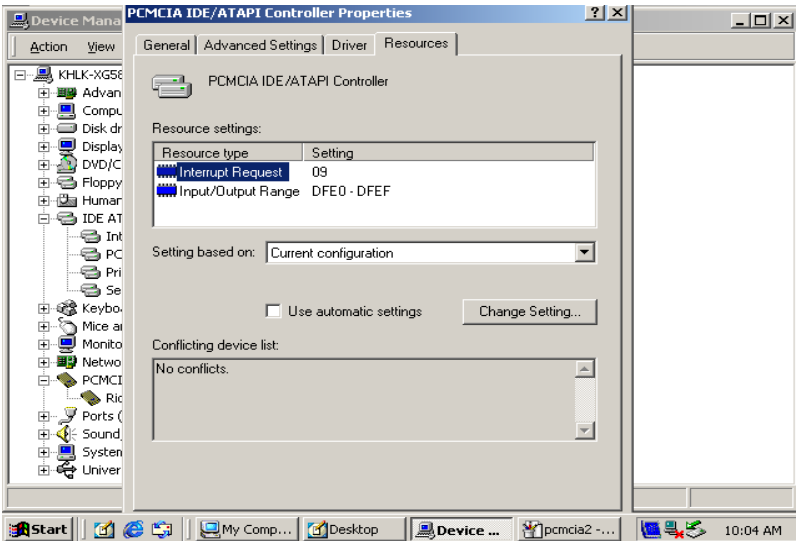 Device Mana
PCMCIA IDE/ATAPI Controller Properties
Action View
General Advanced Settings Driver Resources
KHLK-XG58
Advan
Compu
Disk dr
Display
DVD/C
Floppy
Human
IDE AT
Int
PC
Pri
Se
Keybo
Mice a
Monito
Netwo
PCMCI
Ric
Ports (
Sound,
System
Univer
PCMCIA IDE/ATAPI Controller
Resource settings:
Resource type Setting
Interrupt Request 09
Input/Output Range DFE0 - DFEF
Setting based on: Current configuration
Use automatic settings Change Setting...
Conflicting device list:
No conflicts.
Start My Comp... Desktop Device ... pcmcia2 -... 10:04 AM